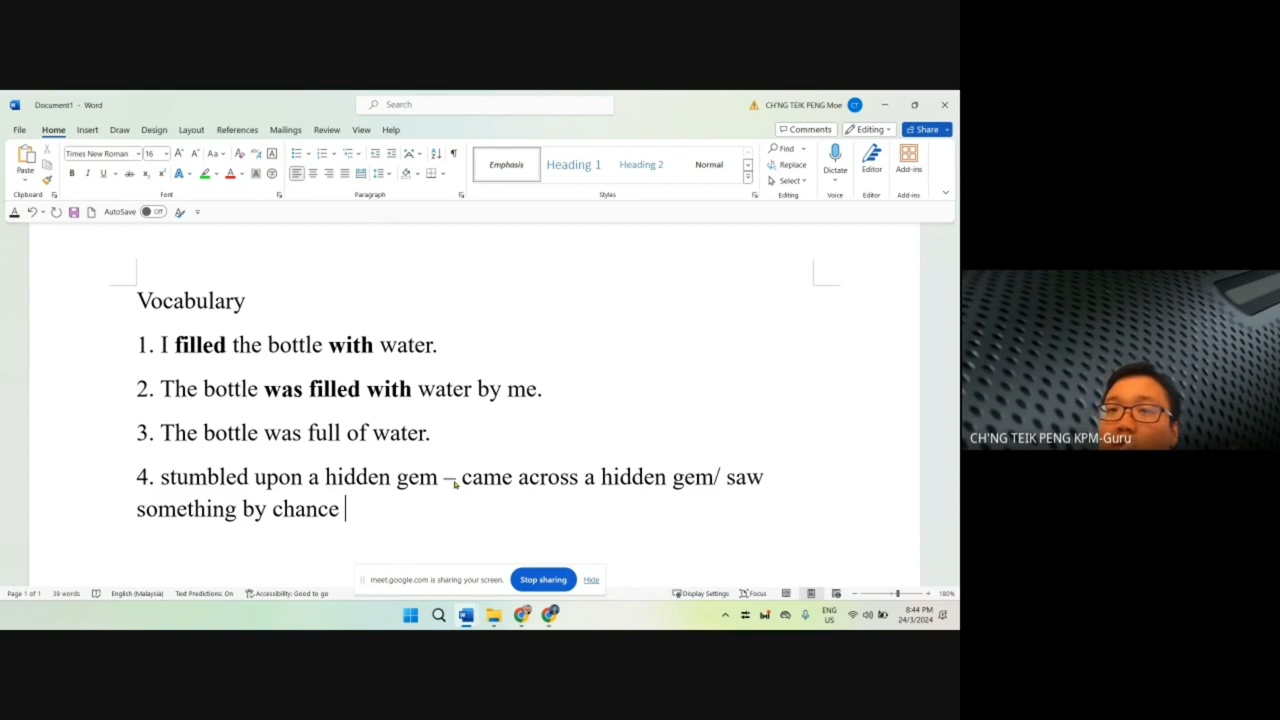 Document1 - Word
Search
CH'NG TEIK PENG Moe
CT
File Home Insert Draw Design Layout References Mailings Review View Help
Comments Editing Share
Paste
Times New Roman 16
Emphasis Heading 1 Heading 2 Normal
Find
Replace
Select
Dictate Editor Add-ins
Clipboard Font Paragraph Styles Editing Voice Editor Add-ins
AutoSave Off
Vocabulary
1. I filled the bottle with water.
2. The bottle was filled with water by me.
3. The bottle was full of water.
4. stumbled upon a hidden gem – came across a hidden gem/ saw
something by chance
CH'NG TEIK PENG KPM-Guru
meet.google.com is sharing your screen. Stop sharing Hide
Page 1 of 1 39 words English (Malaysia) Text Predictions: On Accessibility: Good to go Display Settings Focus 180%
ENG
US
8:44 PM
24/3/2024